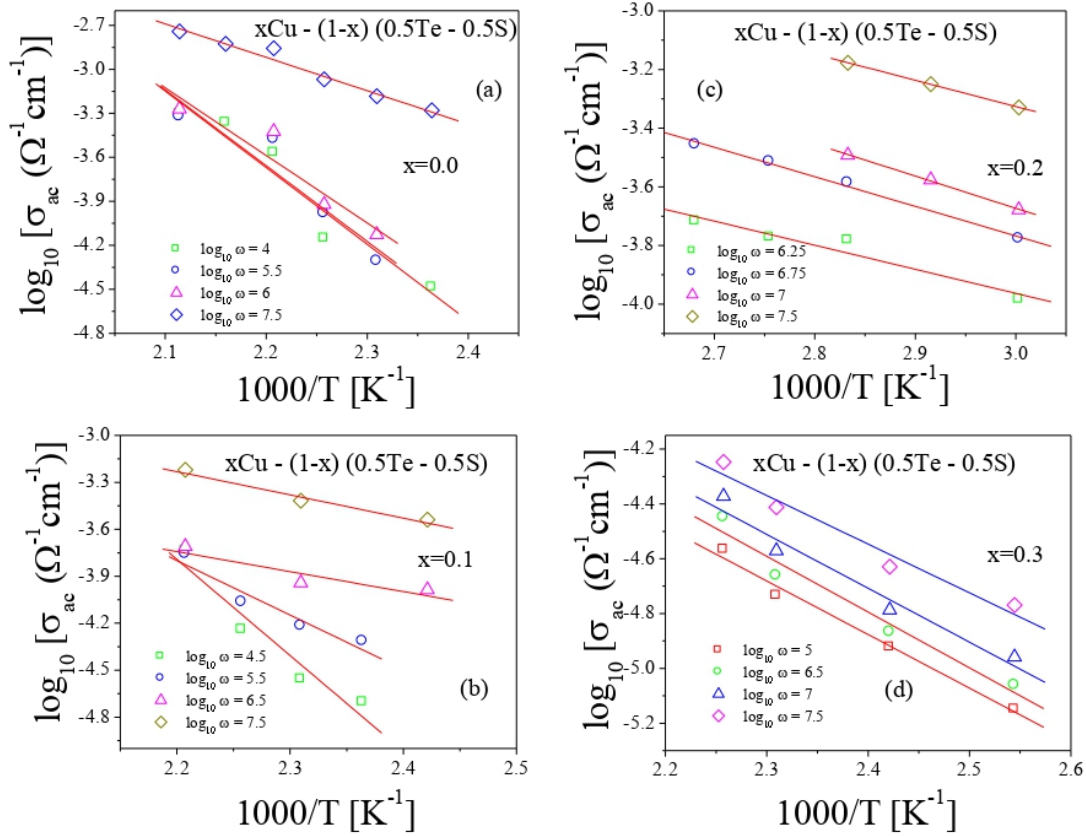 xCu - (1-x) (0.5Te - 0.5S)
(a)
x=0.0
log₁₀ [σac (Ω⁻¹cm⁻¹)]
-2.7
-3.0
-3.3
-3.6
-3.9
-4.2
-4.5
-4.8
log₁₀ ω = 4
log₁₀ ω = 5.5
log₁₀ ω = 6
log₁₀ ω = 7.5
2.1 2.2 2.3 2.4
1000/T [K⁻¹]
xCu - (1-x) (0.5Te - 0.5S)
(c)
x=0.2
log₁₀ [σac (Ω⁻¹cm⁻¹)]
-3.0
-3.2
-3.4
-3.6
-3.8
-4.0
log₁₀ ω = 6.25
log₁₀ ω = 6.75
log₁₀ ω = 7
log₁₀ ω = 7.5
2.7 2.8 2.9 3.0
1000/T [K⁻¹]
xCu - (1-x) (0.5Te - 0.5S)
x=0.1
(b)
log₁₀ [σac (Ω⁻¹cm⁻¹)]
-3.0
-3.3
-3.6
-3.9
-4.2
-4.5
-4.8
log₁₀ ω = 4.5
log₁₀ ω = 5.5
log₁₀ ω = 6.5
log₁₀ ω = 7.5
2.2 2.3 2.4 2.5
1000/T [K⁻¹]
xCu - (1-x) (0.5Te - 0.5S)
x=0.3
(d)
log₁₀ [σac (Ω⁻¹cm⁻¹)]
-4.2
-4.4
-4.6
-4.8
-5.0
-5.2
log₁₀ ω = 5
log₁₀ ω = 6.5
log₁₀ ω = 7
log₁₀ ω = 7.5
2.2 2.3 2.4 2.5 2.6
1000/T [K⁻¹]